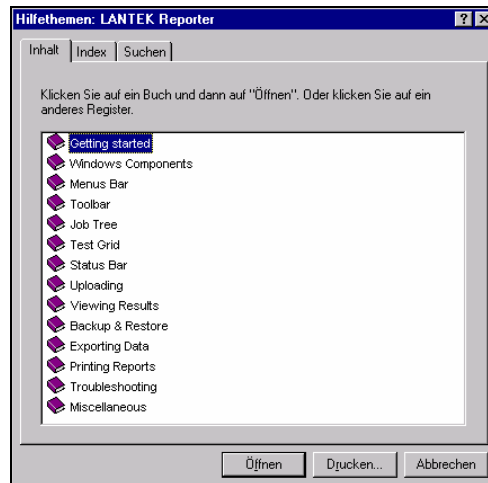 Hilfethemen: LANTEK Reporter
Inhalt Index Suchen
Klicken Sie auf ein Buch und dann auf "Öffnen". Oder klicken Sie auf ein
anderes Register.
Getting started
Windows Components
Menus Bar
Toolbar
Job Tree
Test Grid
Status Bar
Uploading
Viewing Results
Backup & Restore
Exporting Data
Printing Reports
Troubleshooting
Miscellaneous
Öffnen Drucken... Abbrechen